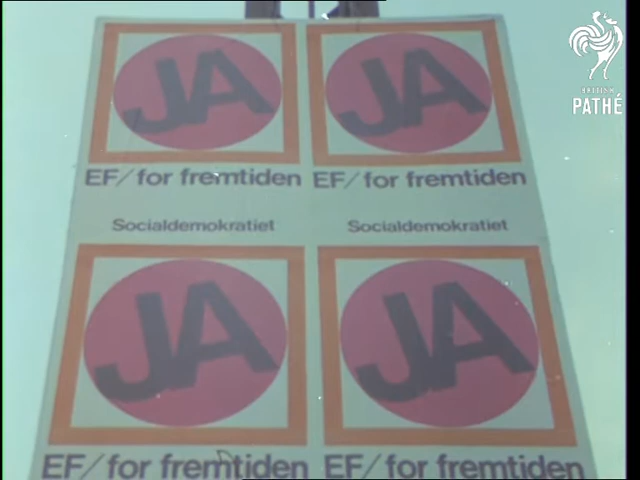 BRITISH
PATHÉ
JA JA
EF/for fremtiden EF/for fremtiden
Socialdemokratiet Socialdemokratiet
JA JA
EF/for fremtiden EF/for fremtiden